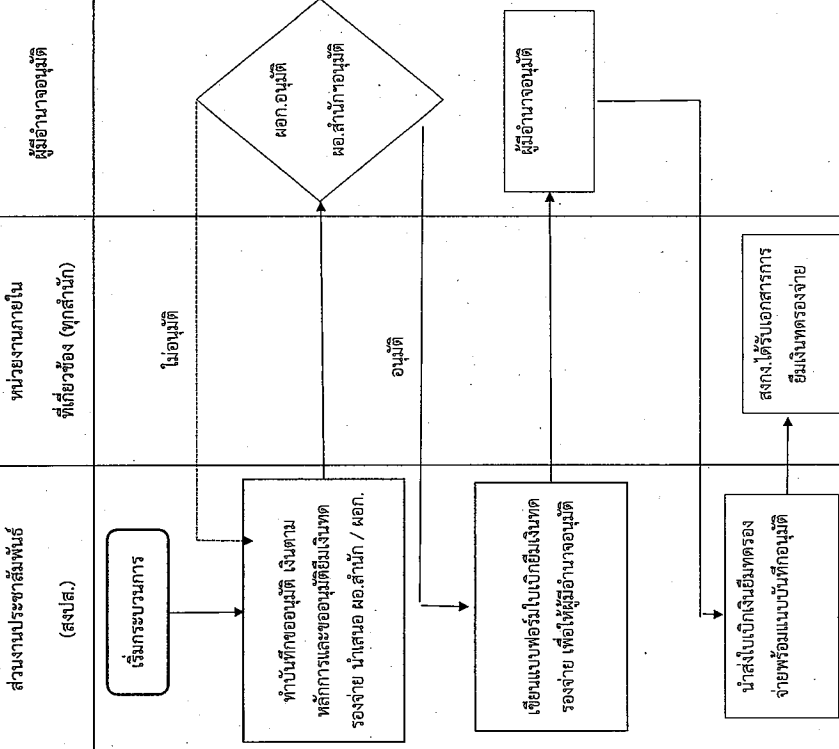 ส่วนงานประชาสัมพันธ์
(สงปส.)
หน่วยงานภายใน
ที่เกี่ยวข้อง (ทุกสำนัก)
ผู้มีอำนาจอนุมัติ
เริ่มกระบวนการ
ไม่อนุมัติ
ผอก.อนุมัติ
ผอ.สำนักฯอนุมัติ
ทำบันทึกขออนุมัติ เงินตาม
หลักการและขออนุมัติยืมเงินทด
รองจ่าย นำเสนอ ผอ.สำนัก / ผอก.
อนุมัติ
เขียนแบบฟอร์มใบเบิกยืมเงินทด
รองจ่าย เพื่อให้ผู้มีอำนาจอนุมัติ
ผู้มีอำนาจอนุมัติ
นำส่งใบเบิกเงินยืมทดรอง
จ่ายพร้อมแนบบันทึกอนุมัติ
สงกง.ได้รับเอกสารการ
ยืมเงินทดรองจ่าย